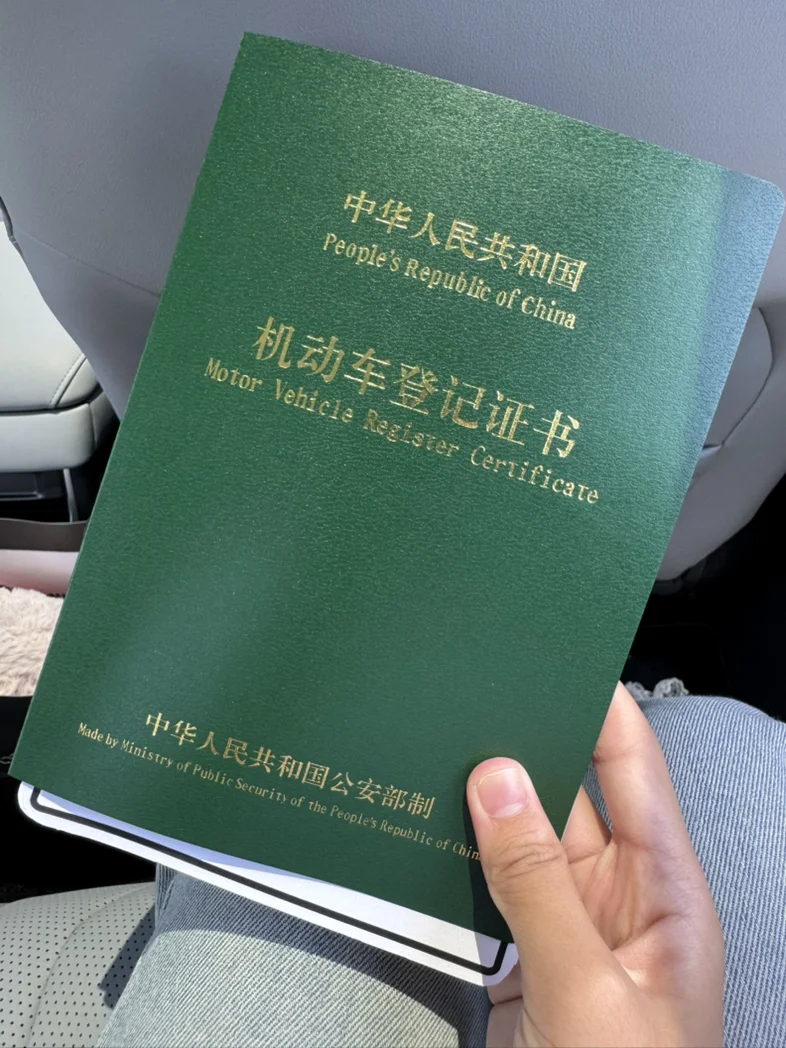 中华人民共和国
People's Republic of China
机动车登记证书
Motor Vehicle Register Certificate
中华人民共和国公安部制
Made by Ministry of Public Security of the People's Republic of China